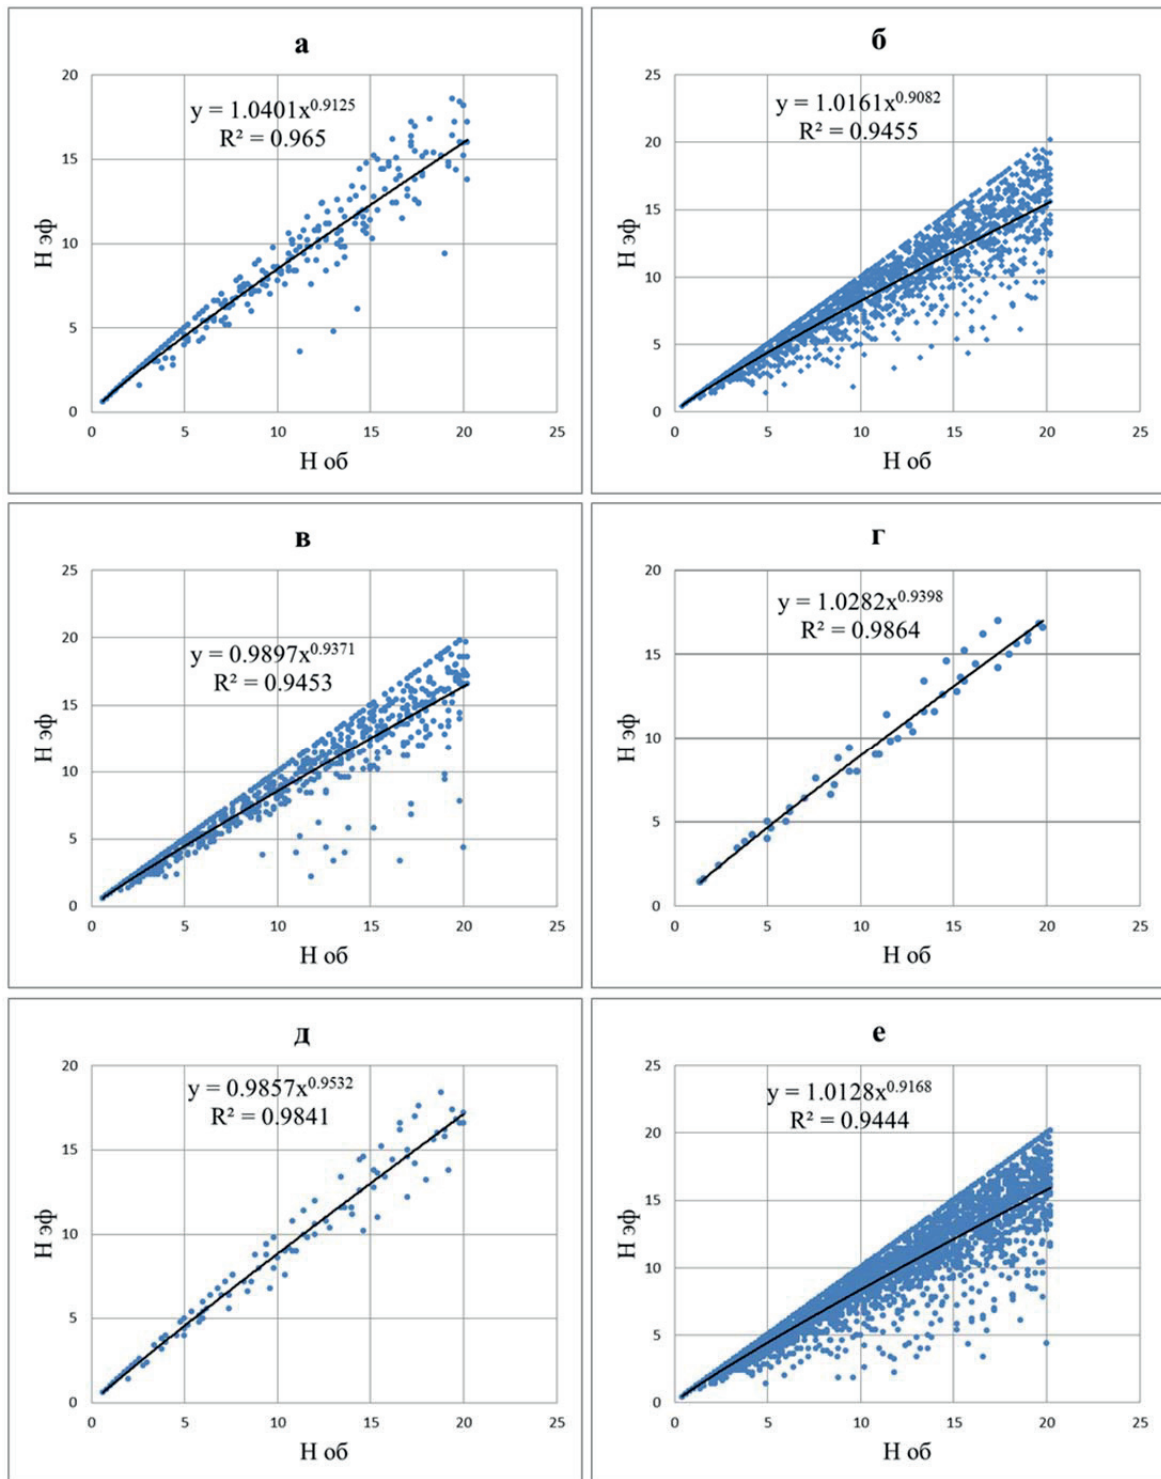 а
20
15
10
5
0
0 5 10 15 20 25
Н эф
Н об
y = 1.0401x^0.9125
R² = 0.965
б
25
20
15
10
5
0
0 5 10 15 20 25
Н эф
Н об
y = 1.0161x^0.9082
R² = 0.9455
в
25
20
15
10
5
0
0 5 10 15 20 25
Н эф
Н об
y = 0.9897x^0.9371
R² = 0.9453
г
20
15
10
5
0
0 5 10 15 20 25
Н эф
Н об
y = 1.0282x^0.9398
R² = 0.9864
д
20
15
10
5
0
0 5 10 15 20 25
Н эф
Н об
y = 0.9857x^0.9532
R² = 0.9841
е
25
20
15
10
5
0
0 5 10 15 20 25
Н эф
Н об
y = 1.0128x^0.9168
R² = 0.9444